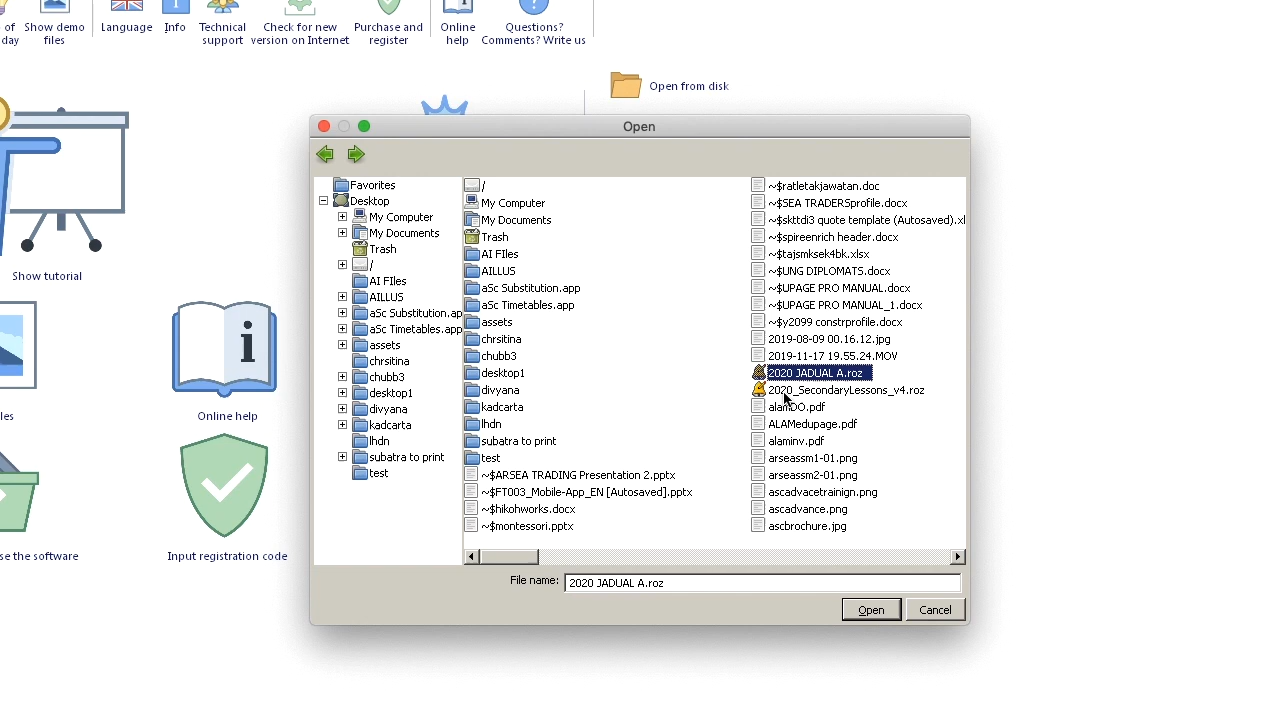 of
day
Show demo
files
Language
Info
Technical
support
Check for new
version on Internet
Purchase and
register
Online
help
Questions?
Comments? Write us
Open from disk
Show tutorial
les
i
Online help
se the software
Input registration code
Open
Favorites
Desktop
My Computer
My Documents
Trash
/
AI FIles
AILLUS
aSc Substitution.ap
aSc Timetables.app
assets
chrsitina
chubb3
desktop1
divyana
kadcarta
lhdn
subatra to print
test
/
My Computer
My Documents
Trash
AI FIles
AILLUS
aSc Substitution.app
aSc Timetables.app
assets
chrsitina
chubb3
desktop1
divyana
kadcarta
lhdn
subatra to print
test
~$ARSEA TRADING Presentation 2.pptx
~$FT003_Mobile-App_EN [Autosaved].pptx
~$hikohworks.docx
~$montessori.pptx
~$ratletakjawatan.doc
~$SEA TRADERSprofile.docx
~$skttdi3 quote template (Autosaved).xl
~$spireenrich header.docx
~$tajsmksek4bk.xlsx
~$UNG DIPLOMATS.docx
~$UPAGE PRO MANUAL.docx
~$UPAGE PRO MANUAL_1.docx
~$y2099 constrprofile.docx
2019-08-09 00.16.12.jpg
2019-11-17 19.55.24.MOV
2020 JADUAL A.roz
2020_SecondaryLessons_v4.roz
alamDO.pdf
ALAMedupage.pdf
alaminv.pdf
arseassm1-01.png
arseassm2-01.png
ascadvacetrainign.png
ascadvance.png
ascbrochure.jpg
File name:
2020 JADUAL A.roz
Open
Cancel